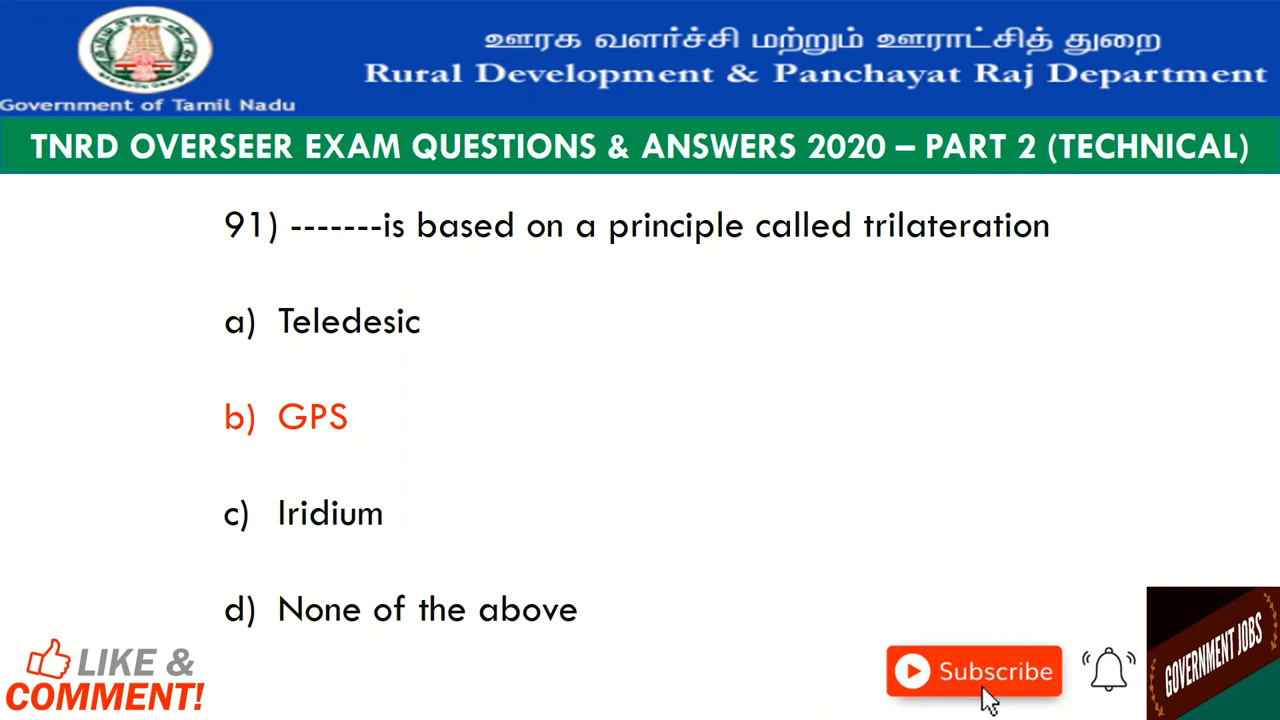 ஊரக வளர்ச்சி மற்றும் ஊராட்சித் துறை
Rural Development & Panchayat Raj Department
Government of Tamil Nadu
TNRD OVERSEER EXAM QUESTIONS & ANSWERS 2020 – PART 2 (TECHNICAL)
91) -------is based on a principle called trilateration
a) Teledesic
b) GPS
c) Iridium
d) None of the above
LIKE &
COMMENT!
Subscribe
GOVERNMENT JOBS